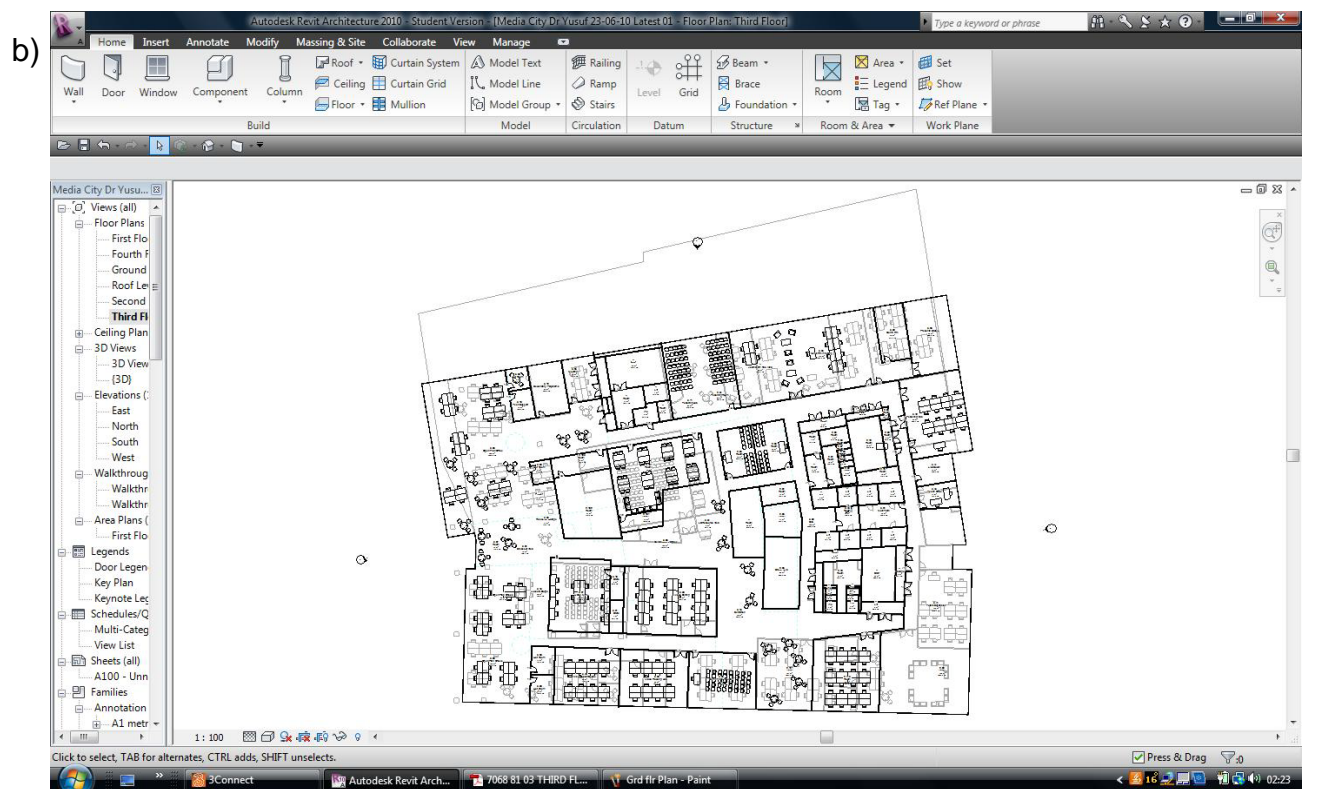 b)
Autodesk Revit Architecture 2010 - Student Version - [Media City Dr Yusuf 23-06-10 Latest 01 - Floor Plan: Third Floor]
Type a keyword or phrase
Home Insert Annotate Modify Massing & Site Collaborate View Manage
Roof Curtain System Model Text Railing Beam Area Set
Ceiling Curtain Grid Model Line Ramp Brace Legend Show
Wall Door Window Component Column Level Grid Room
Floor Mullion Model Group Stairs Foundation Tag Ref Plane
Build Model Circulation Datum Structure Room & Area Work Plane
Media City Dr Yusu...
Views (all)
Floor Plans
First Flo
Fourth F
Ground
Roof Le
Second
Third Fl
Ceiling Plan
3D Views
3D View
{3D}
Elevations (
East
North
South
West
Walkthroug
Walkthr
Walkthr
Area Plans (
First Flo
Legends
Door Legen
Key Plan
Keynote Leg
Schedules/Q
Multi-Categ
View List
Sheets (all)
A100 - Unn
Families
Annotation
A1 metr
1 : 100
Click to select, TAB for alternates, CTRL adds, SHIFT unselects.
Press & Drag :0
3Connect Autodesk Revit Arch... 7068 81 03 THIRD FL... Grd flr Plan - Paint 16 02:23